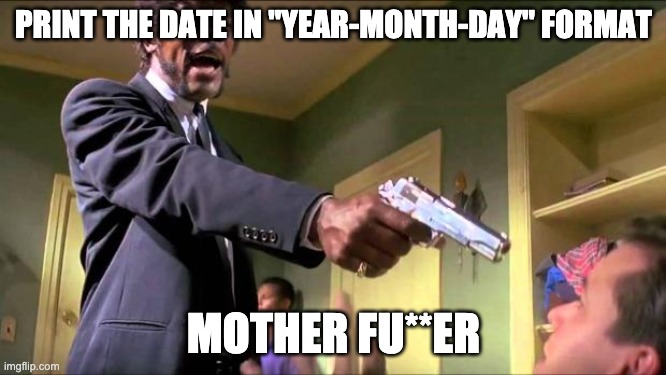 PRINT THE DATE IN "YEAR-MONTH-DAY" FORMAT
MOTHER FU**ER
imgflip.com